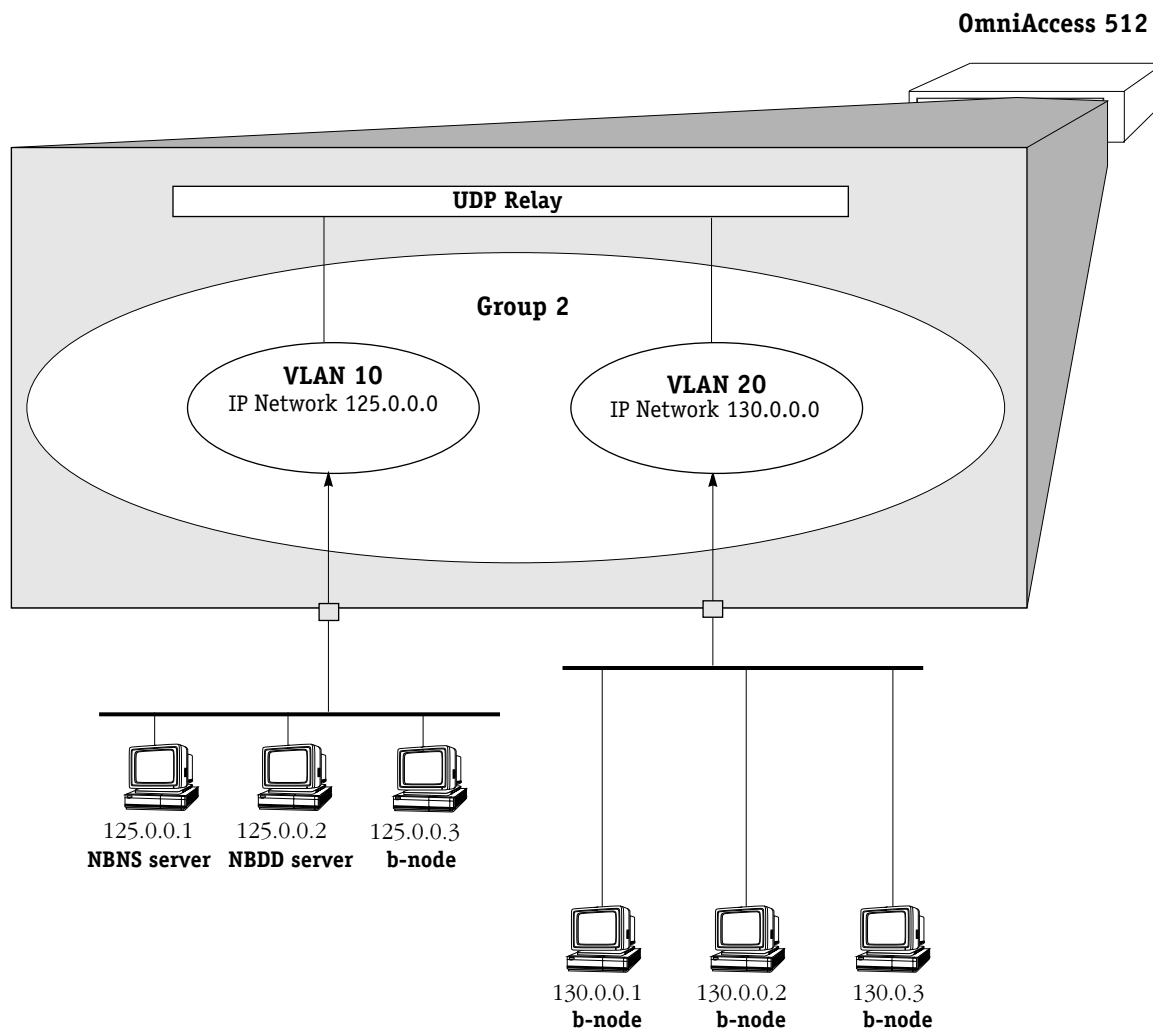 OmniAccess 512
UDP Relay
Group 2
VLAN 10
IP Network 125.0.0.0
VLAN 20
IP Network 130.0.0.0
125.0.0.1
NBNS server
125.0.0.2
NBDD server
125.0.0.3
b-node
130.0.0.1
b-node
130.0.0.2
b-node
130.0.3
b-node